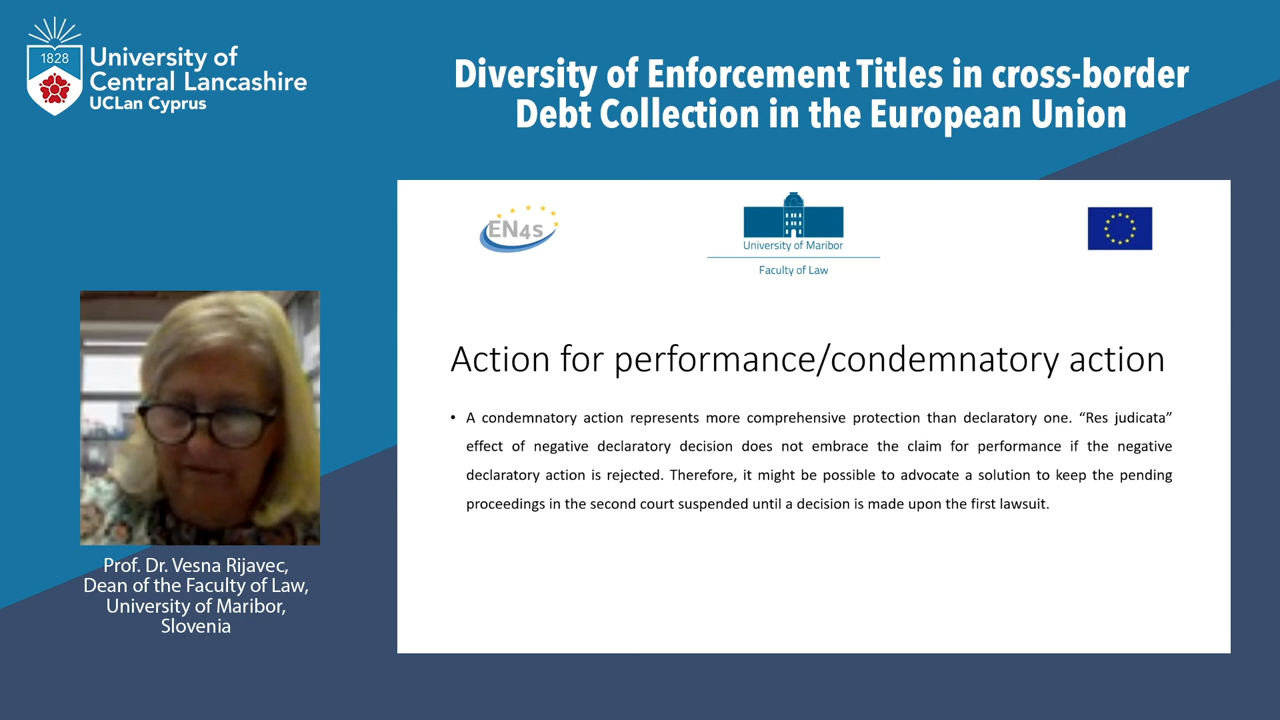 1828
University of
Central Lancashire
UCLan Cyprus
Diversity of Enforcement Titles in cross-border
Debt Collection in the European Union
EN4s
University of Maribor
Faculty of Law
Action for performance/condemnatory action
• A condemnatory action represents more comprehensive protection than declaratory one. “Res judicata”
effect of negative declaratory decision does not embrace the claim for performance if the negative
declaratory action is rejected. Therefore, it might be possible to advocate a solution to keep the pending
proceedings in the second court suspended until a decision is made upon the first lawsuit.
Prof. Dr. Vesna Rijavec,
Dean of the Faculty of Law,
University of Maribor,
Slovenia